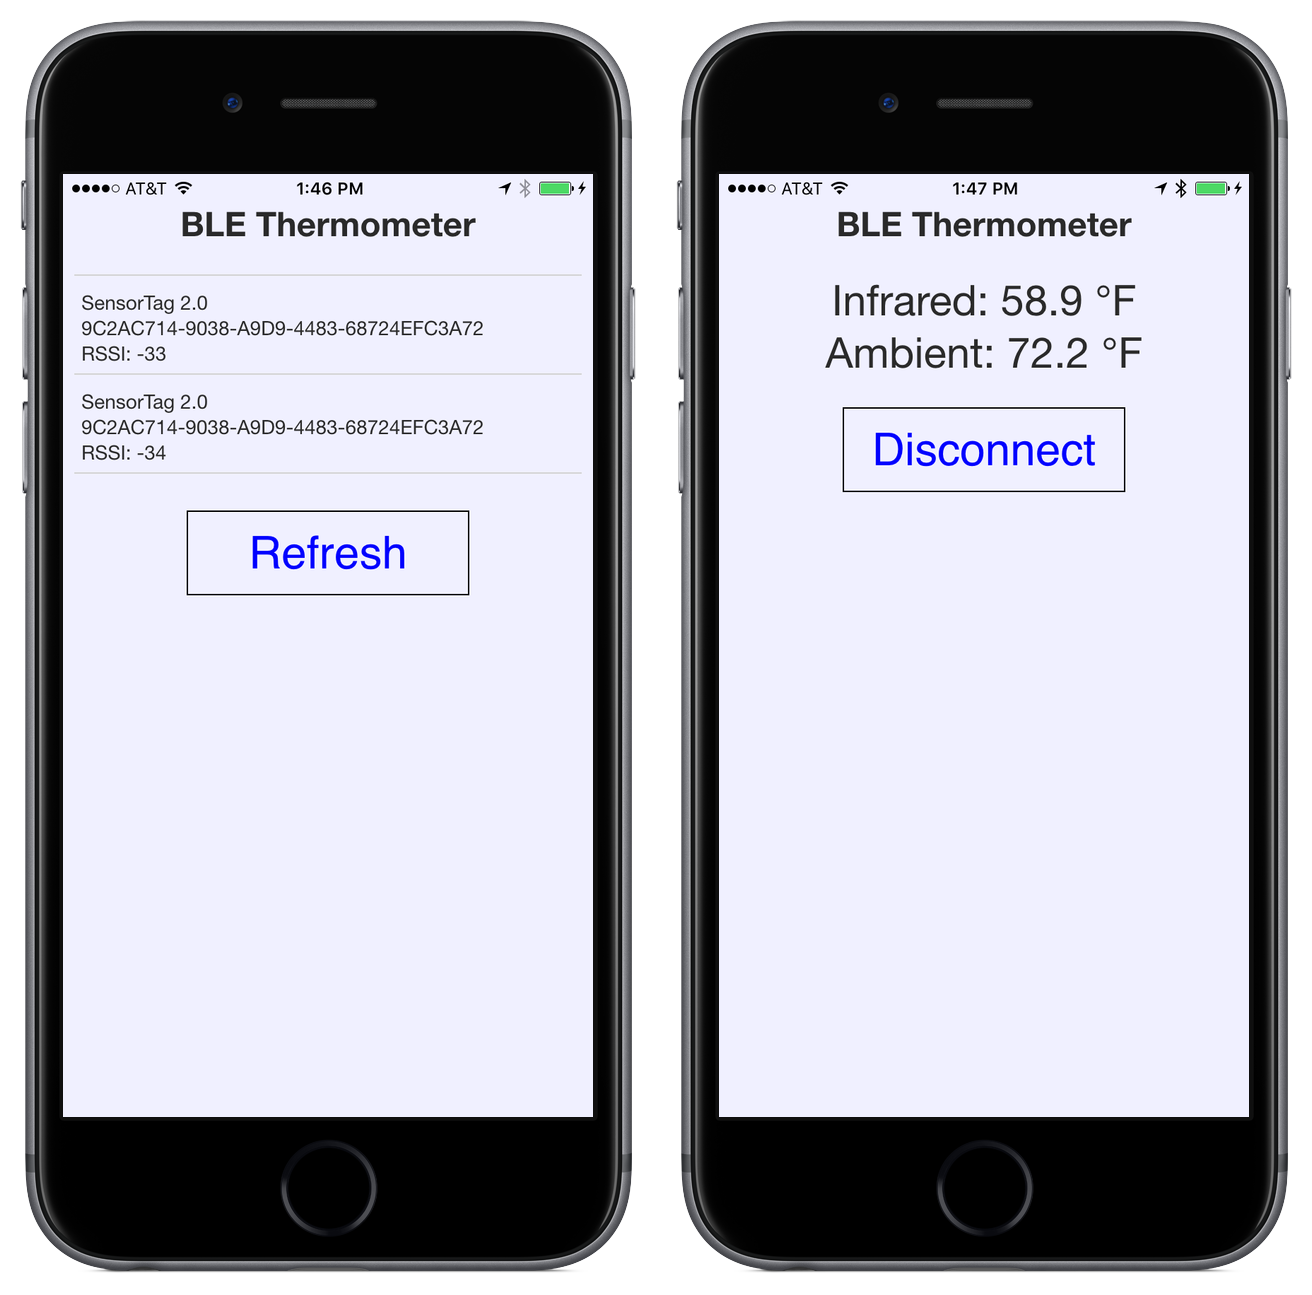 AT&T 1:46 PM
BLE Thermometer
SensorTag 2.0
9C2AC714-9038-A9D9-4483-68724EFC3A72
RSSI: -33
SensorTag 2.0
9C2AC714-9038-A9D9-4483-68724EFC3A72
RSSI: -34
Refresh
AT&T 1:47 PM
BLE Thermometer
Infrared: 58.9 °F
Ambient: 72.2 °F
Disconnect